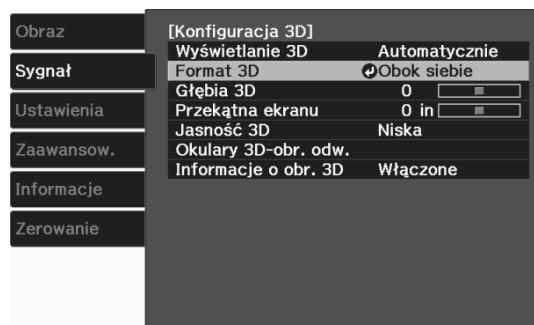 Obraz
Sygnał
Ustawienia
Zaawansow.
Informacje
Zerowanie
[Konfiguracja 3D]
Wyświetlanie 3D Automatycznie
Format 3D Obok siebie
Głębia 3D 0
Przekątna ekranu 0 in
Jasność 3D Niska
Okulary 3D-obr. odw.
Informacje o obr. 3D Włączone